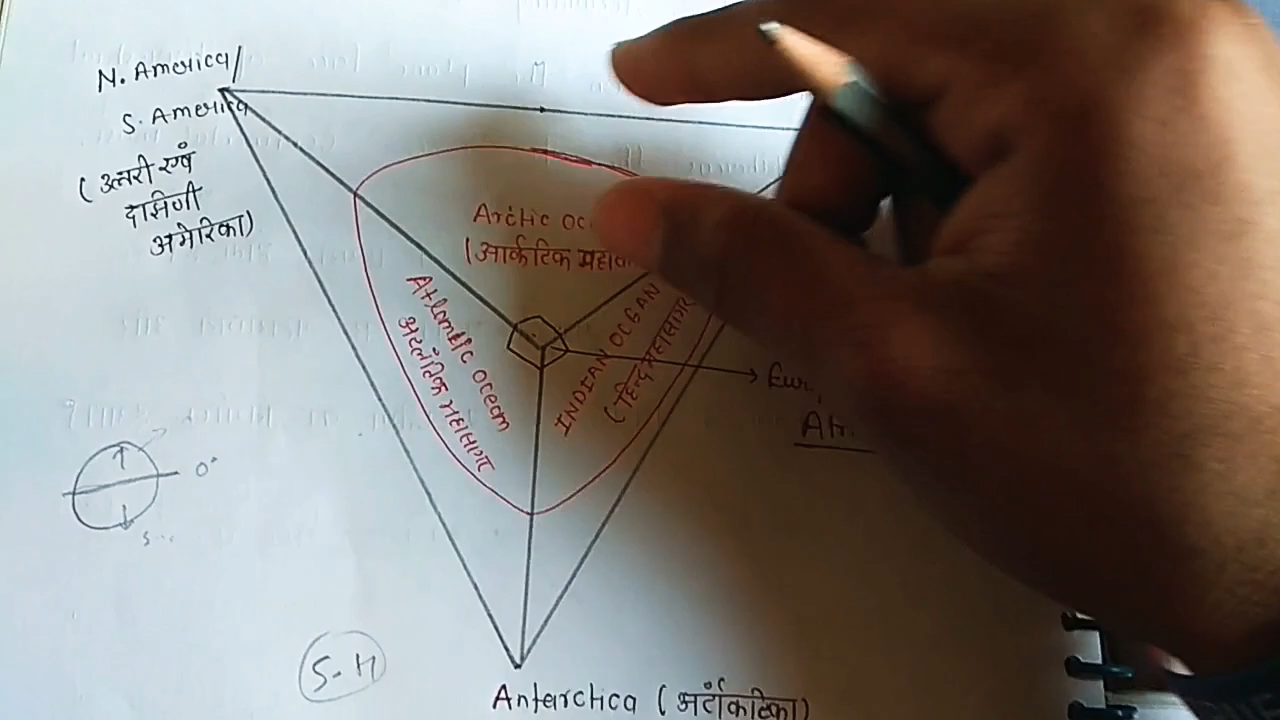 N. America/
S. America
(उत्तरी एवं
दक्षिणी
अमेरिका)
Arctic Oc
(आर्कटिक महा
Atlantic Ocean
अटलांटिक महासागर
INDIAN OCEAN
(हिन्द महासागर
Eur
0°
S-H
Antarctica (अंटार्कटिका)